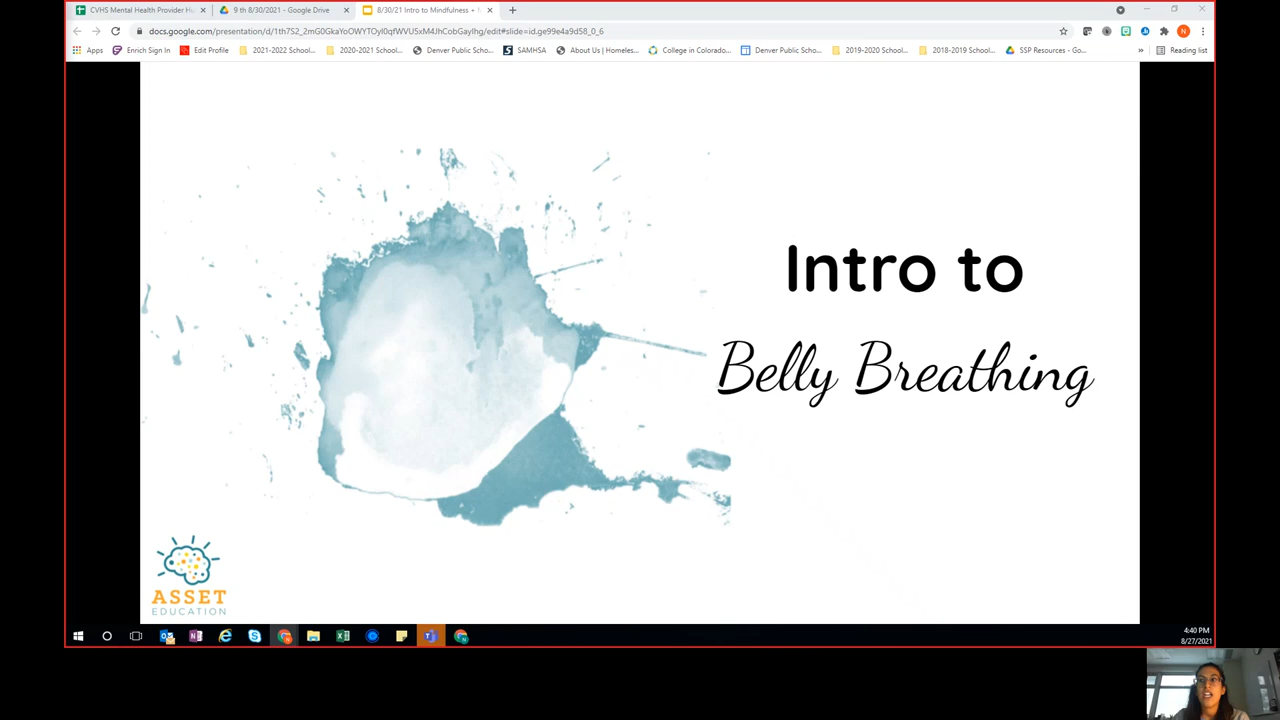 CVHS Mental Health Provider H
9 th 8/30/2021 - Google Drive
8/30/21 Intro to Mindfulness +
docs.google.com/presentation/d/1th7S2_2mG0GkaYoOWYTOyl0qfWVU5xM4JhCobGayIhg/edit#slide=id.ge99e4a9d58_0_6
Apps
Enrich Sign In
Edit Profile
2021-2022 School...
2020-2021 School...
Denver Public Scho...
SAMHSA
About Us | Homeles...
College in Colorado...
Denver Public Scho...
2019-2020 School...
2018-2019 School...
SSP Resources - Go...
»
Reading list
N
Intro to
Belly Breathing
ASSET
EDUCATION
4:40 PM
8/27/2021